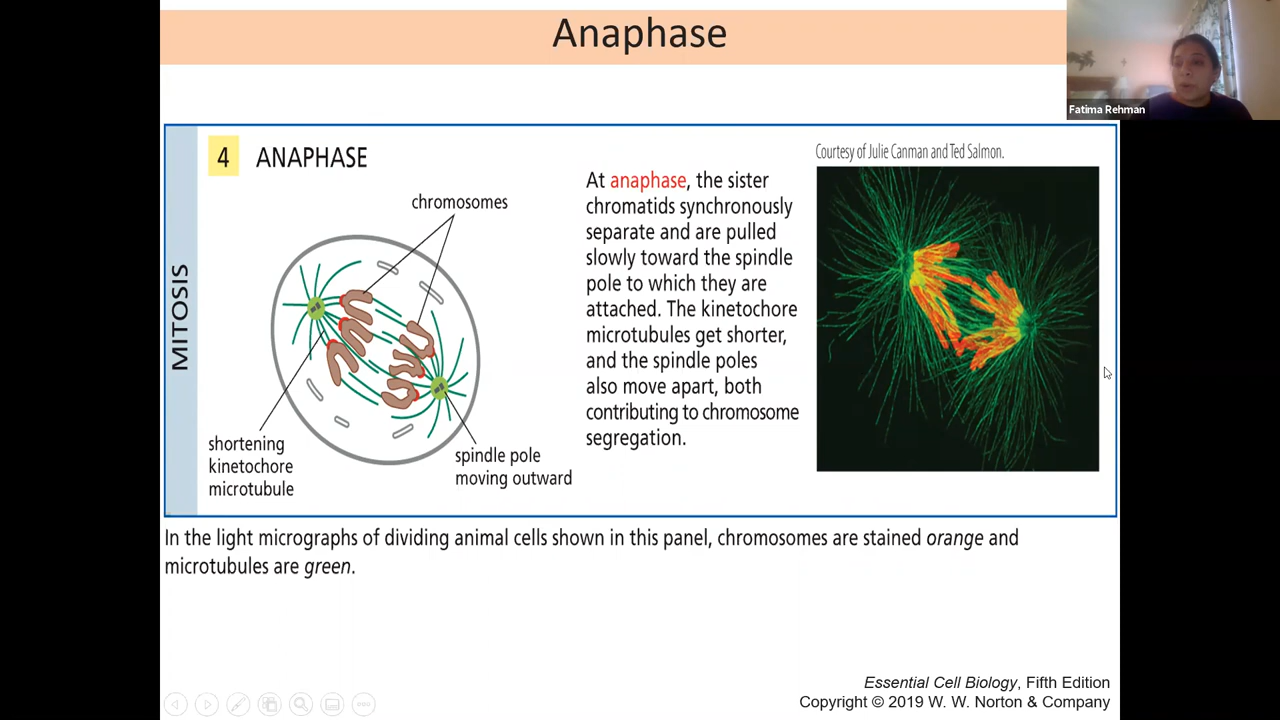 Anaphase
Fatima Rehman
MITOSIS
4 ANAPHASE
chromosomes
shortening
kinetochore
microtubule
spindle pole
moving outward
At anaphase, the sister
chromatids synchronously
separate and are pulled
slowly toward the spindle
pole to which they are
attached. The kinetochore
microtubules get shorter,
and the spindle poles
also move apart, both
contributing to chromosome
segregation.
Courtesy of Julie Canman and Ted Salmon.
In the light micrographs of dividing animal cells shown in this panel, chromosomes are stained orange and
microtubules are green.
Essential Cell Biology, Fifth Edition
Copyright © 2019 W. W. Norton & Company